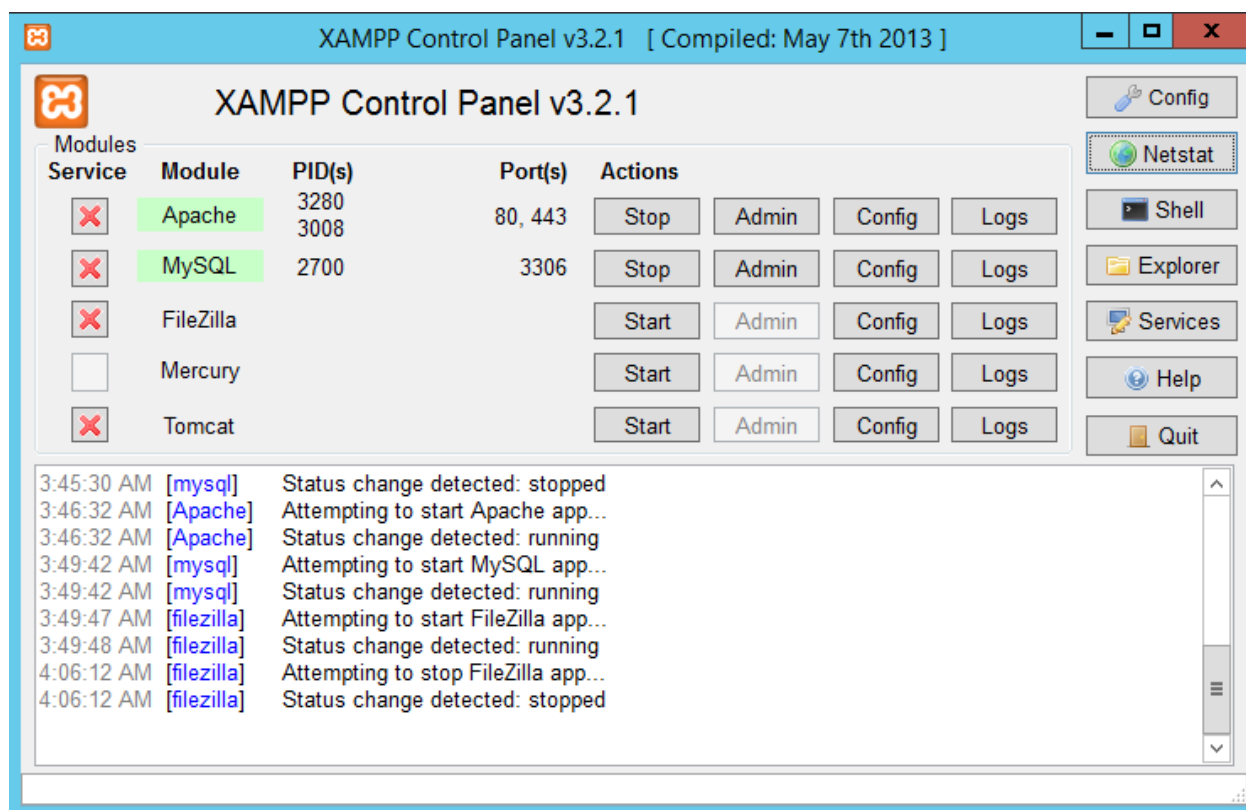 XAMPP Control Panel v3.2.1 [ Compiled: May 7th 2013 ]
XAMPP Control Panel v3.2.1
Config
Modules
Netstat
Service Module PID(s) Port(s) Actions
Apache 3280 3008 80, 443 Stop Admin Config Logs
Shell
MySQL 2700 3306 Stop Admin Config Logs
Explorer
FileZilla Start Admin Config Logs
Services
Mercury Start Admin Config Logs
Help
Tomcat Start Admin Config Logs
Quit
3:45:30 AM [mysql] Status change detected: stopped
3:46:32 AM [Apache] Attempting to start Apache app...
3:46:32 AM [Apache] Status change detected: running
3:49:42 AM [mysql] Attempting to start MySQL app...
3:49:42 AM [mysql] Status change detected: running
3:49:47 AM [filezilla] Attempting to start FileZilla app...
3:49:48 AM [filezilla] Status change detected: running
4:06:12 AM [filezilla] Attempting to stop FileZilla app...
4:06:12 AM [filezilla] Status change detected: stopped